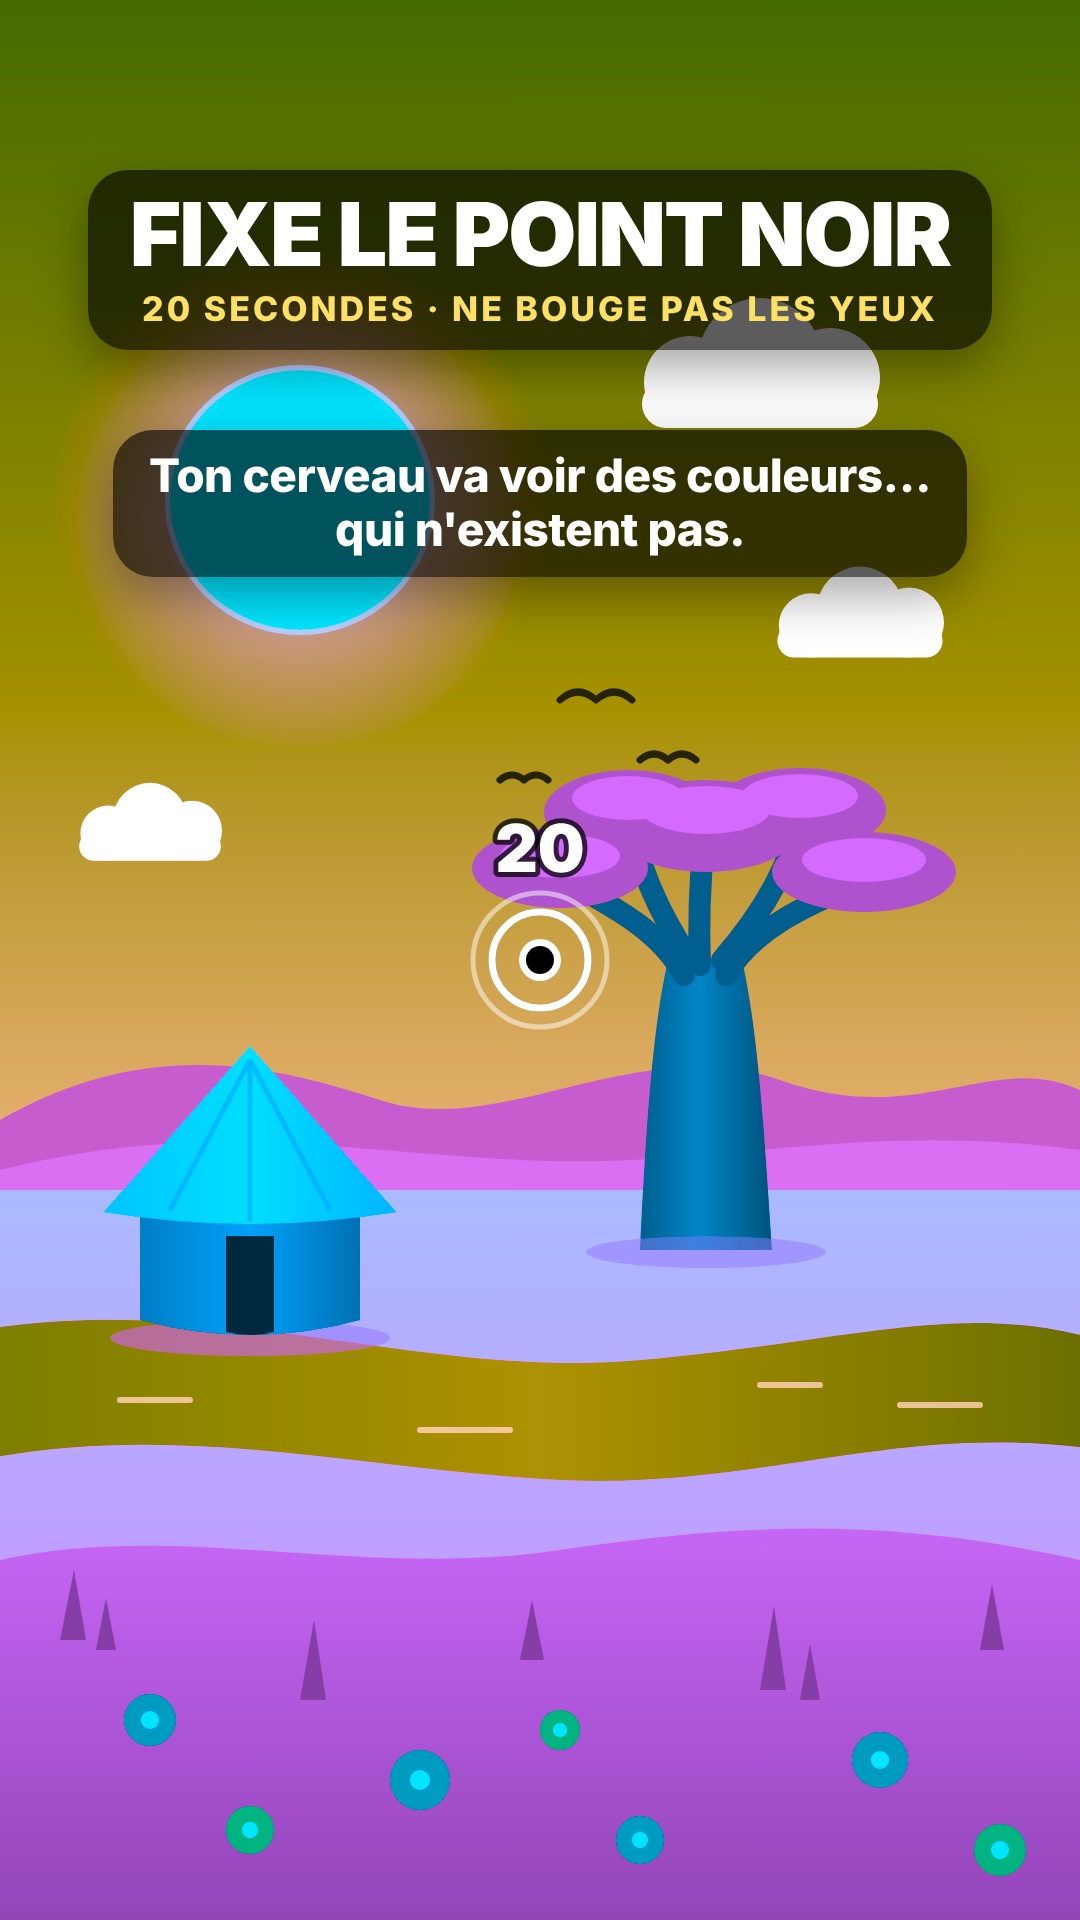 FIXE LE POINT NOIR
20 SECONDES · NE BOUGE PAS LES YEUX
Ton cerveau va voir des couleurs...
qui n'existent pas.
20